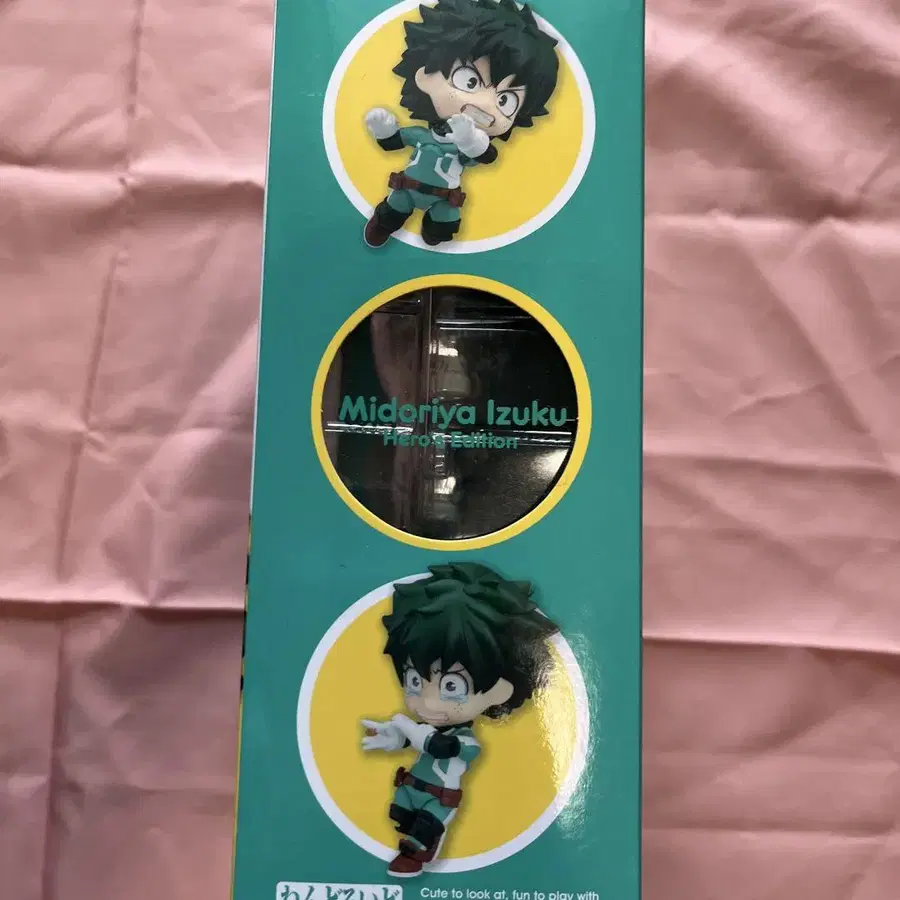 Midoriya Izuku
Hero's Edition
ねんどろいど
Cute to look at, fun to play with